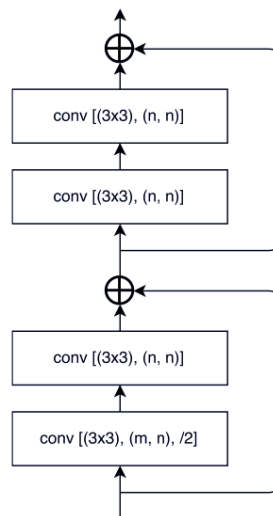 conv [(3x3), (n, n)]
conv [(3x3), (n, n)]
conv [(3x3), (n, n)]
conv [(3x3), (m, n), /2]